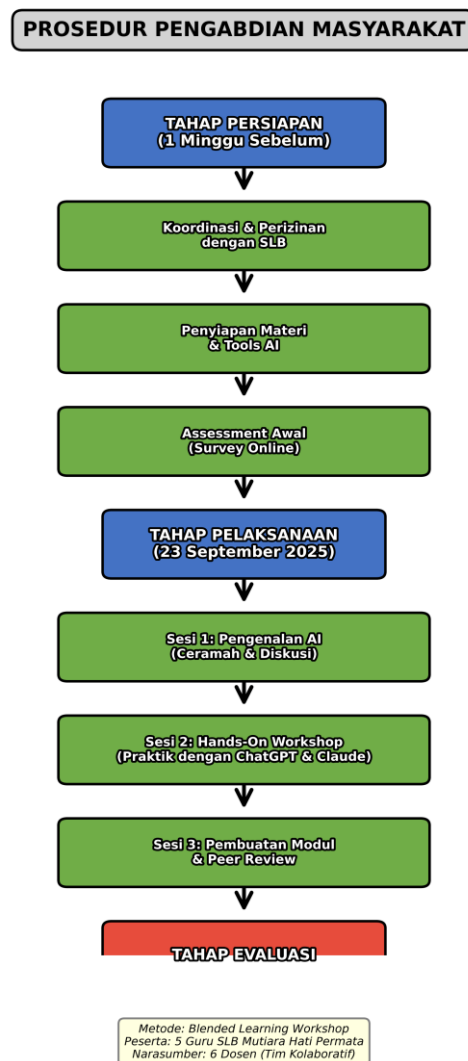 PROSEDUR PENGABDIAN MASYARAKAT
TAHAP PERSIAPAN
(1 Minggu Sebelum)
Koordinasi & Perizinan
dengan SLB
Penyiapan Materi
& Tools AI
Assessment Awal
(Survey Online)
TAHAP PELAKSANAAN
(23 September 2025)
Sesi 1: Pengenalan AI
(Ceramah & Diskusi)
Sesi 2: Hands-On Workshop
(Praktik dengan ChatGPT & Claude)
Sesi 3: Pembuatan Modul
& Peer Review
TAHAP EVALUASI
Metode: Blended Learning Workshop
Peserta: 5 Guru SLB Mutiara Hati Permata
Narasumber: 6 Dosen (Tim Kolaboratif)